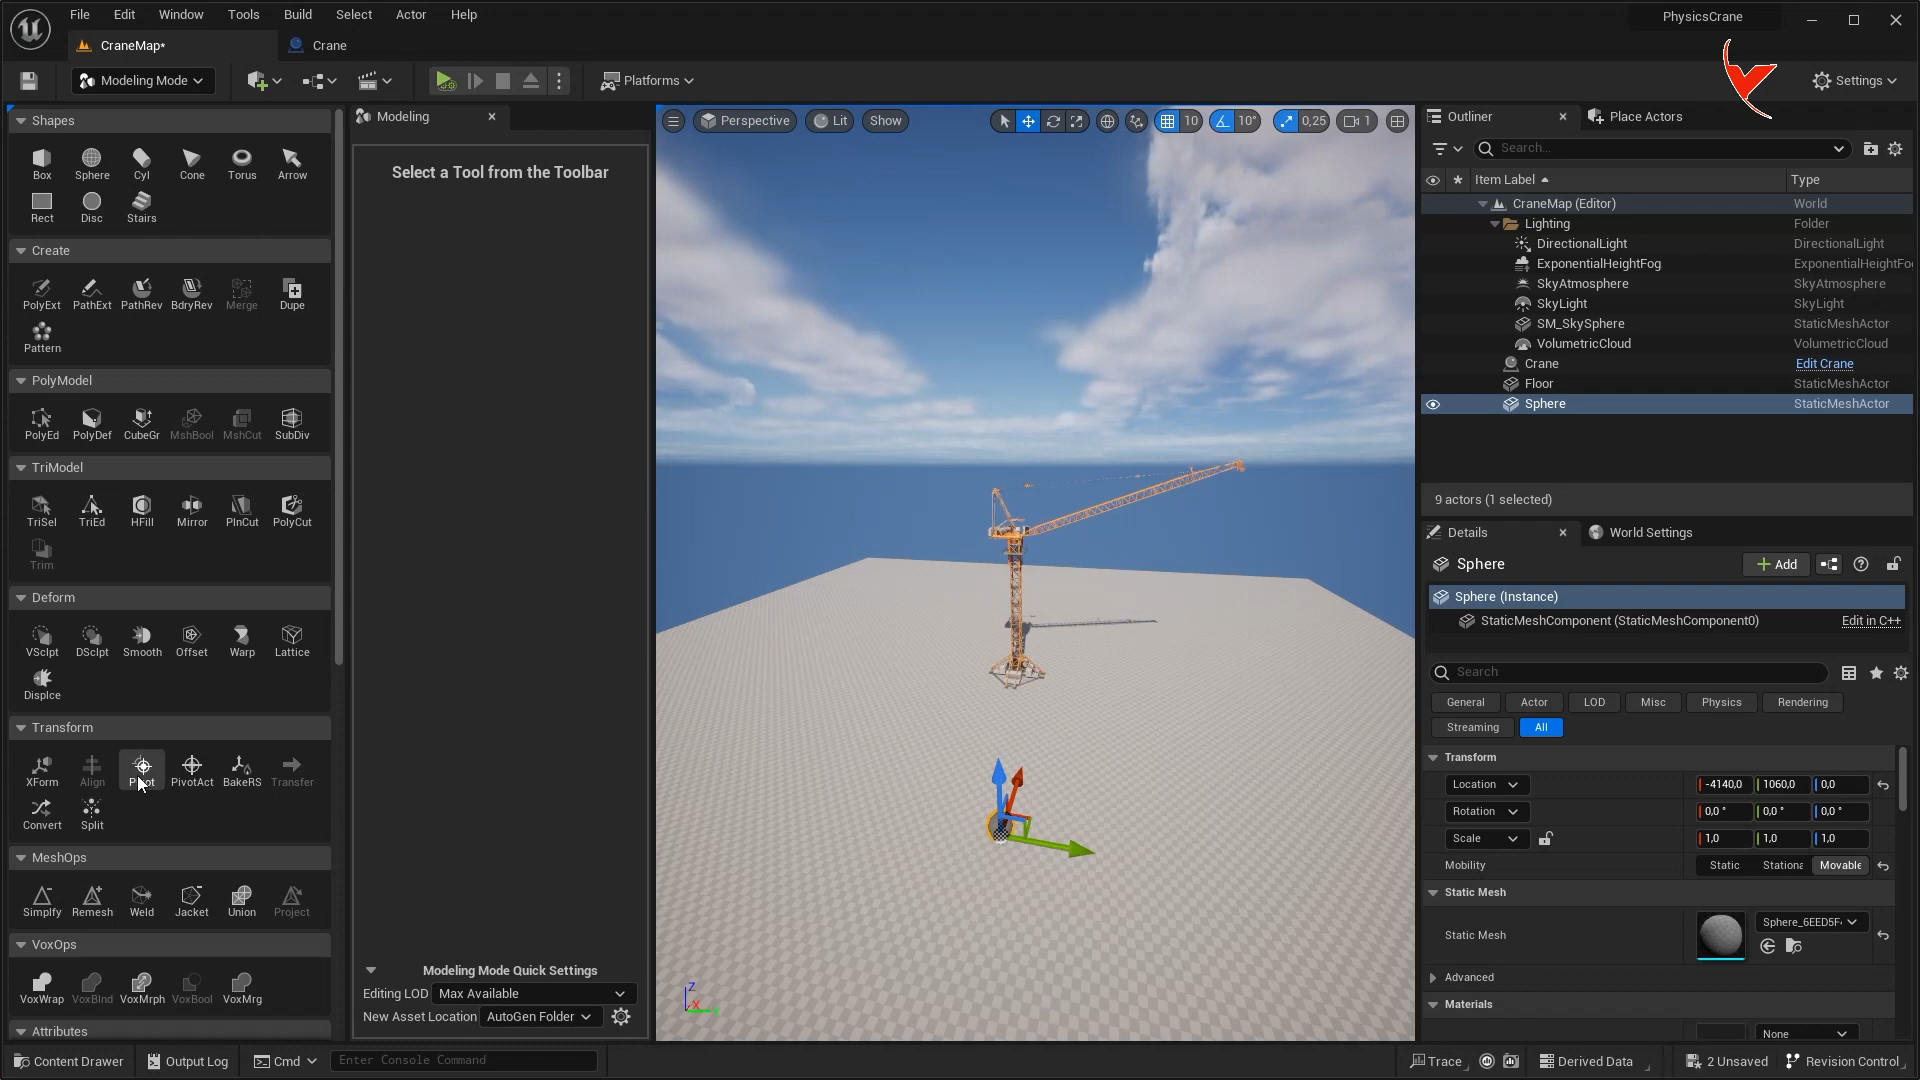 File Edit Window Tools Build Select Actor Help
PhysicsCrane
CraneMap*
Crane
Modeling Mode
Platforms
Settings
Shapes
Box Sphere Cyl Cone Torus Arrow
Rect Disc Stairs
Create
PolyExt PathExt PathRev BdryRev Merge Dupe
Pattern
PolyModel
PolyEd PolyDef CubeGr MshBool MshCut SubDiv
TriModel
TriSel TriEd HFill Mirror PlnCut PolyCut
Trim
Deform
VSclpt DSclpt Smooth Offset Warp Lattice
Displce
Transform
XForm Align Pivot PivotAct BakeRS Transfer
Convert Split
MeshOps
Simplfy Remesh Weld Jacket Union Project
VoxOps
VoxWrap VoxBlnd VoxMrph VoxBool VoxMrg
Attributes
Modeling
Select a Tool from the Toolbar
Modeling Mode Quick Settings
Editing LOD Max Available
New Asset Location AutoGen Folder
Perspective Lit Show 10 10° 0,25 1
Z
X
Y
Outliner Place Actors
Search...
Item Label Type
CraneMap (Editor) World
Lighting Folder
DirectionalLight DirectionalLight
ExponentialHeightFog ExponentialHeightFo
SkyAtmosphere SkyAtmosphere
SkyLight SkyLight
SM_SkySphere StaticMeshActor
VolumetricCloud VolumetricCloud
Crane Edit Crane
Floor StaticMeshActor
Sphere StaticMeshActor
9 actors (1 selected)
Details World Settings
Sphere
Add
Sphere (Instance)
StaticMeshComponent (StaticMeshComponent0) Edit in C++
Search
General Actor LOD Misc Physics Rendering
Streaming All
Transform
Location -4140,0 1060,0 0,0
Rotation 0,0 ° 0,0 ° 0,0 °
Scale 1,0 1,0 1,0
Mobility Static Stationa Movable
Static Mesh
Static Mesh Sphere_6EED5F
Advanced
Materials
None
Content Drawer Output Log Cmd Enter Console Command
Trace Derived Data 2 Unsaved Revision Control